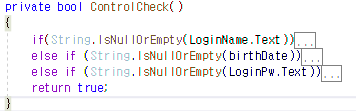 private bool ControlCheck()
{
if(String.IsNullOrEmpty(LoginName.Text))...
else if (String.IsNullOrEmpty(birthDate))...
else if (String.IsNullOrEmpty(LoginPw.Text))...
return true;
}